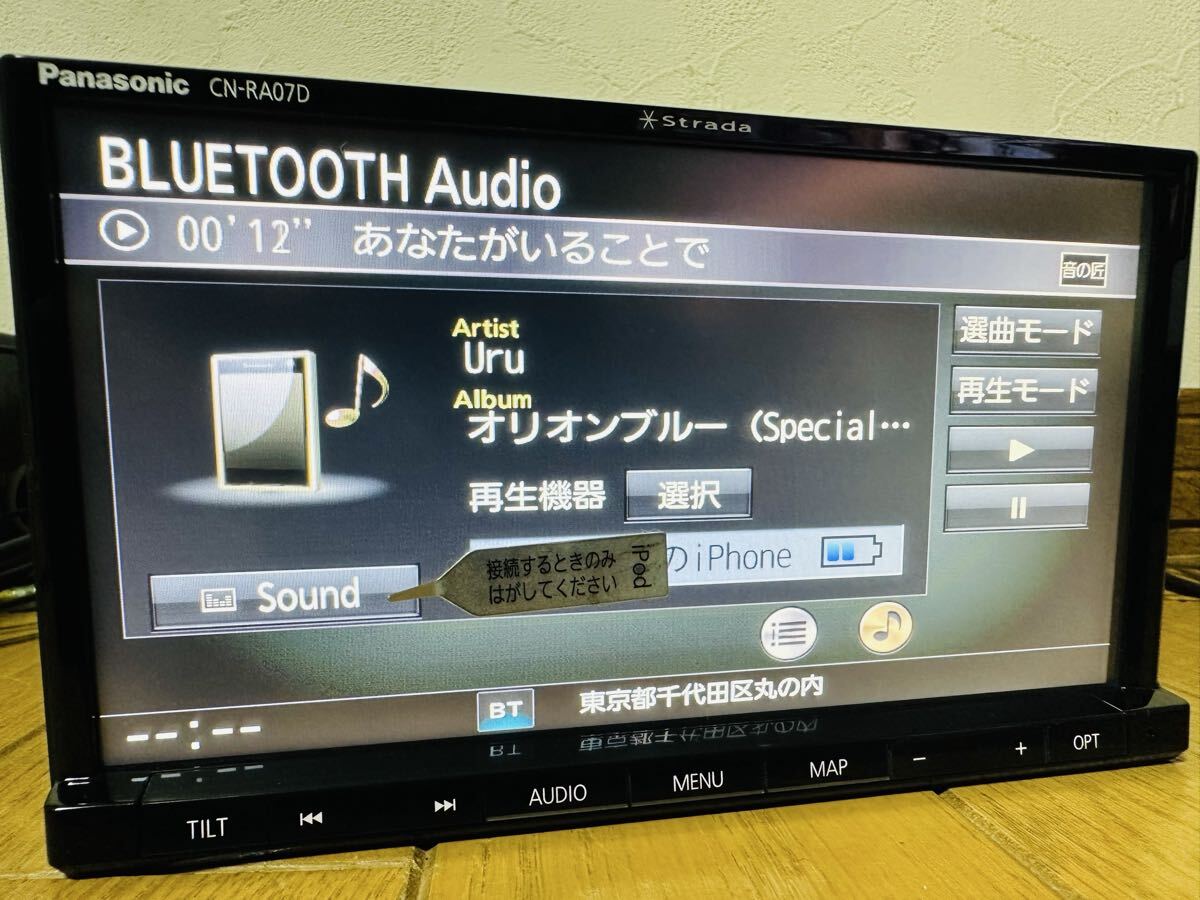 Panasonic CN-RA07D
Strada
BLUETOOTH Audio
00'12" あなたがいることで
音の匠
Artist
Uru
Album
オリオンブルー（Special…
選曲モード
再生モード
再生機器 選択
のiPhone
接続するときのみ
はがしてください
iPod
Sound
--:--
BT
東京都千代田区丸の内
TILT
AUDIO
MENU
MAP
−
+
OPT